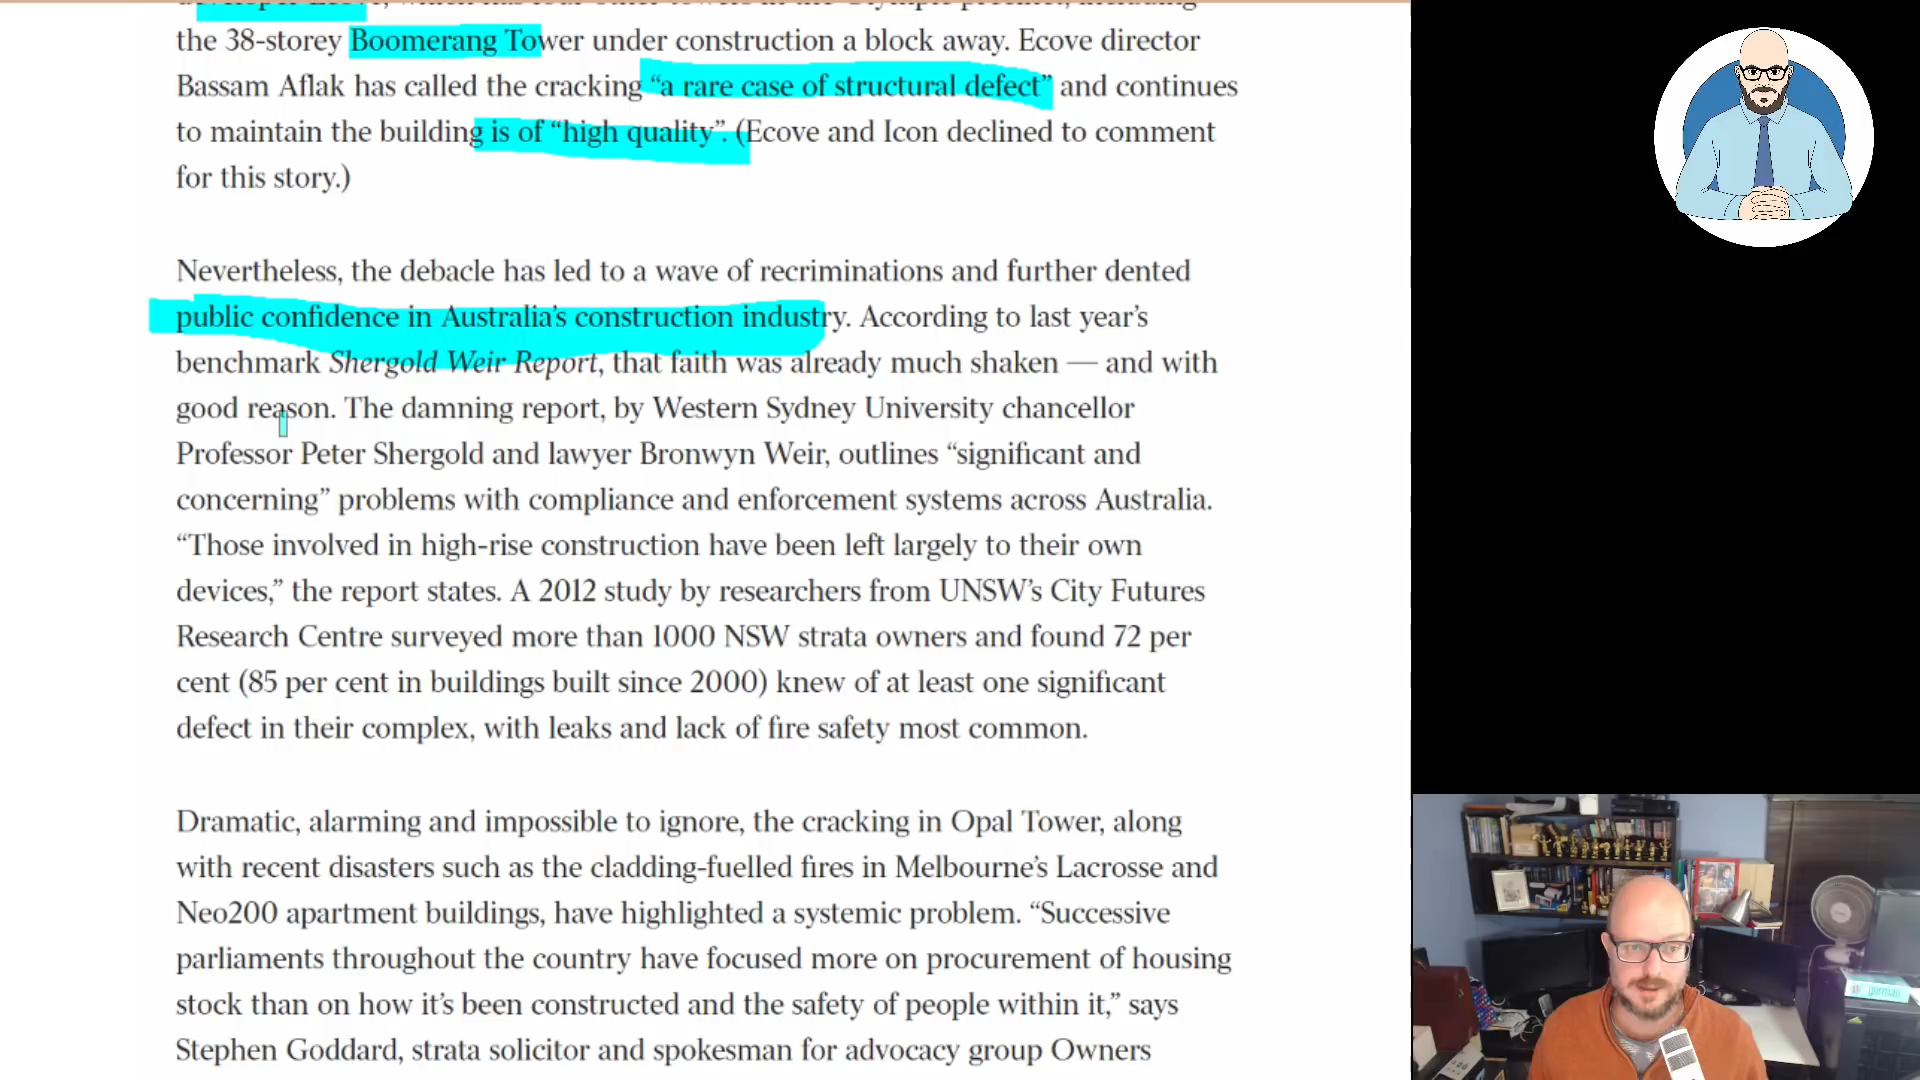 the 38-storey Boomerang Tower under construction a block away. Ecove director
Bassam Aflak has called the cracking “a rare case of structural defect” and continues
to maintain the building is of “high quality”. (Ecove and Icon declined to comment
for this story.)
Nevertheless, the debacle has led to a wave of recriminations and further dented
public confidence in Australia’s construction industry. According to last year’s
benchmark Shergold Weir Report, that faith was already much shaken — and with
good reason. The damning report, by Western Sydney University chancellor
Professor Peter Shergold and lawyer Bronwyn Weir, outlines “significant and
concerning” problems with compliance and enforcement systems across Australia.
“Those involved in high-rise construction have been left largely to their own
devices,” the report states. A 2012 study by researchers from UNSW’s City Futures
Research Centre surveyed more than 1000 NSW strata owners and found 72 per
cent (85 per cent in buildings built since 2000) knew of at least one significant
defect in their complex, with leaks and lack of fire safety most common.
Dramatic, alarming and impossible to ignore, the cracking in Opal Tower, along
with recent disasters such as the cladding-fuelled fires in Melbourne’s Lacrosse and
Neo200 apartment buildings, have highlighted a systemic problem. “Successive
parliaments throughout the country have focused more on procurement of housing
stock than on how it’s been constructed and the safety of people within it,” says
Stephen Goddard, strata solicitor and spokesman for advocacy group Owners
german